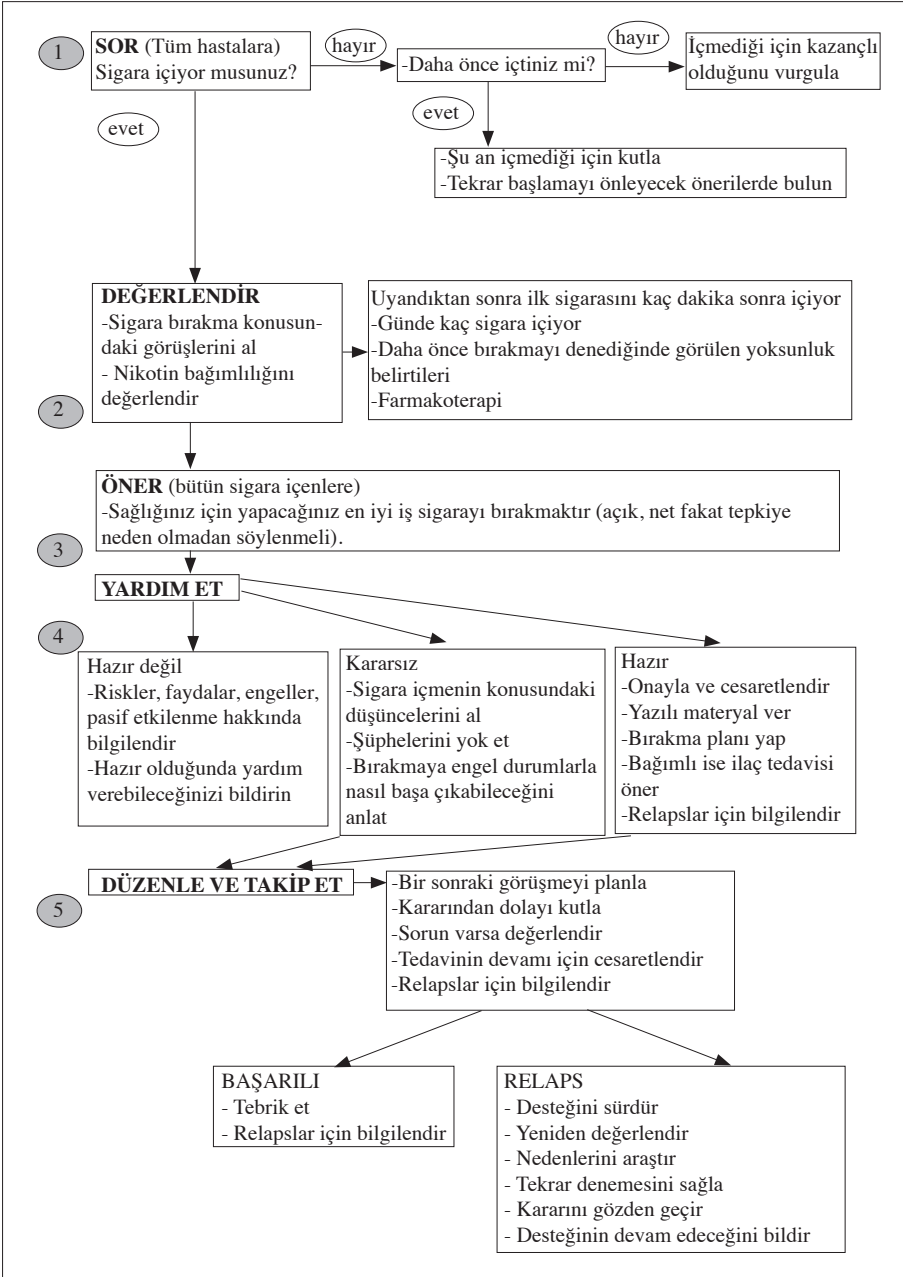 1
SOR (Tüm hastalara)
Sigara içiyor musunuz?
hayır
-Daha önce içtiniz mi?
hayır
İçmediği için kazançlı
olduğunu vurgula
evet
evet
-Şu an içmediği için kutla
-Tekrar başlamayı önleyecek önerilerde bulun
2
DEĞERLENDİR
-Sigara bırakma konusun-
daki görüşlerini al
- Nikotin bağımlılığını
değerlendir
Uyandıktan sonra ilk sigarasını kaç dakika sonra içiyor
-Günde kaç sigara içiyor
-Daha önce bırakmayı denediğinde görülen yoksunluk
belirtileri
-Farmakoterapi
3
ÖNER (bütün sigara içenlere)
-Sağlığınız için yapacağınız en iyi iş sigarayı bırakmaktır (açık, net fakat tepkiye
neden olmadan söylenmeli).
4
YARDIM ET
Hazır değil
-Riskler, faydalar, engeller,
pasif etkilenme hakkında
bilgilendir
-Hazır olduğunda yardım
verebileceğinizi bildirin
Kararsız
-Sigara içmenin konusundaki
düşüncelerini al
-Şüphelerini yok et
-Bırakmaya engel durumlarla
nasıl başa çıkabileceğini
anlat
Hazır
-Onayla ve cesaretlendir
-Yazılı materyal ver
-Bırakma planı yap
-Bağımlı ise ilaç tedavisi
öner
-Relapslar için bilgilendir
5
DÜZENLE VE TAKİP ET
-Bir sonraki görüşmeyi planla
-Kararından dolayı kutla
-Sorun varsa değerlendir
-Tedavinin devamı için cesaretlendir
-Relapslar için bilgilendir
BAŞARILI
- Tebrik et
- Relapslar için bilgilendir
RELAPS
- Desteğini sürdür
- Yeniden değerlendir
- Nedenlerini araştır
- Tekrar denemesini sağla
- Kararını gözden geçir
- Desteğinin devam edeceğini bildir